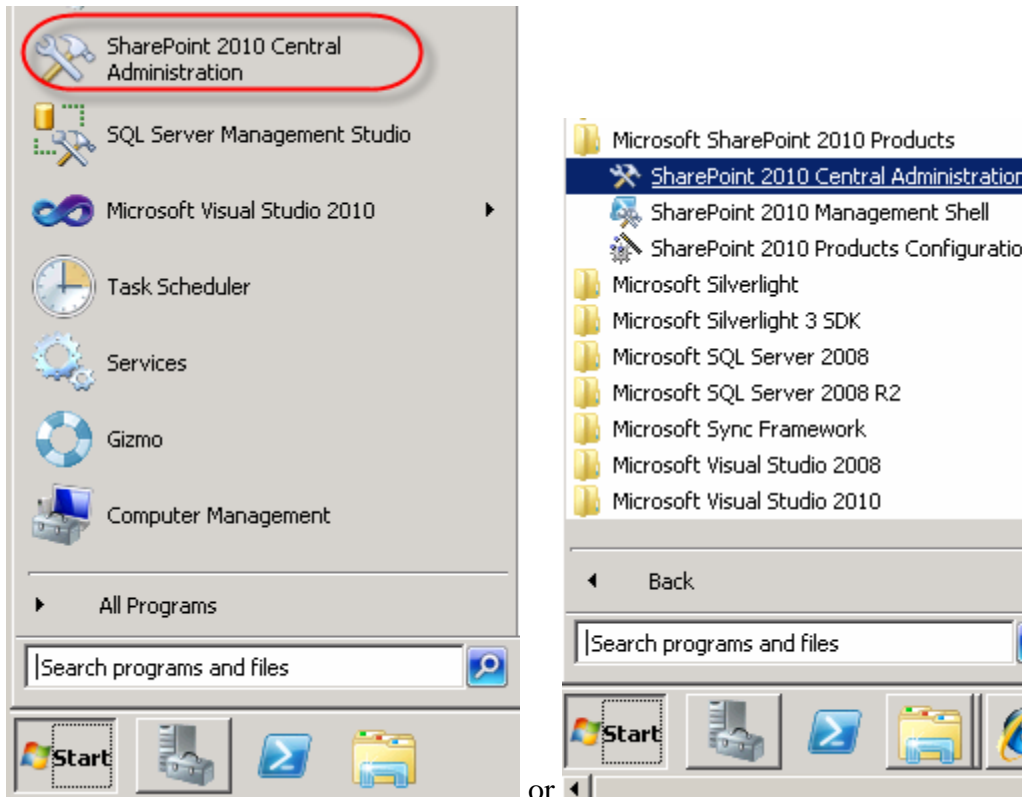 SharePoint 2010 Central
Administration
SQL Server Management Studio
Microsoft Visual Studio 2010
Task Scheduler
Services
Gizmo
Computer Management
All Programs
Search programs and files
Start
or
Microsoft SharePoint 2010 Products
SharePoint 2010 Central Administration
SharePoint 2010 Management Shell
SharePoint 2010 Products Configuratio
Microsoft Silverlight
Microsoft Silverlight 3 SDK
Microsoft SQL Server 2008
Microsoft SQL Server 2008 R2
Microsoft Sync Framework
Microsoft Visual Studio 2008
Microsoft Visual Studio 2010
Back
Search programs and files
Start